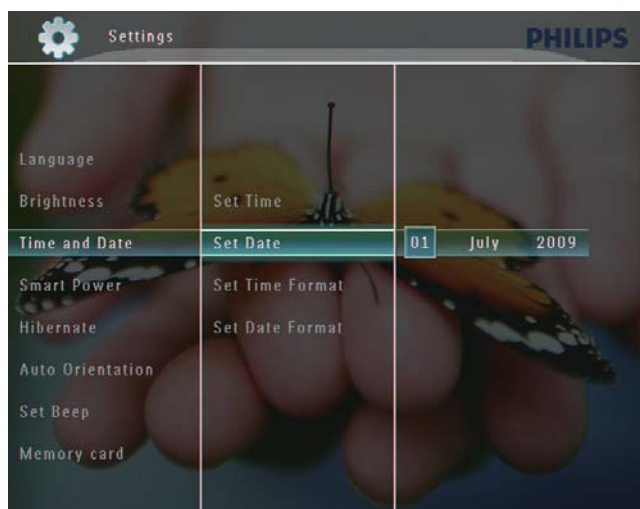 Settings
PHILIPS
Language
Brightness
Time and Date
Smart Power
Hibernate
Auto Orientation
Set Beep
Memory card
Set Time
Set Date
Set Time Format
Set Date Format
01 July 2009